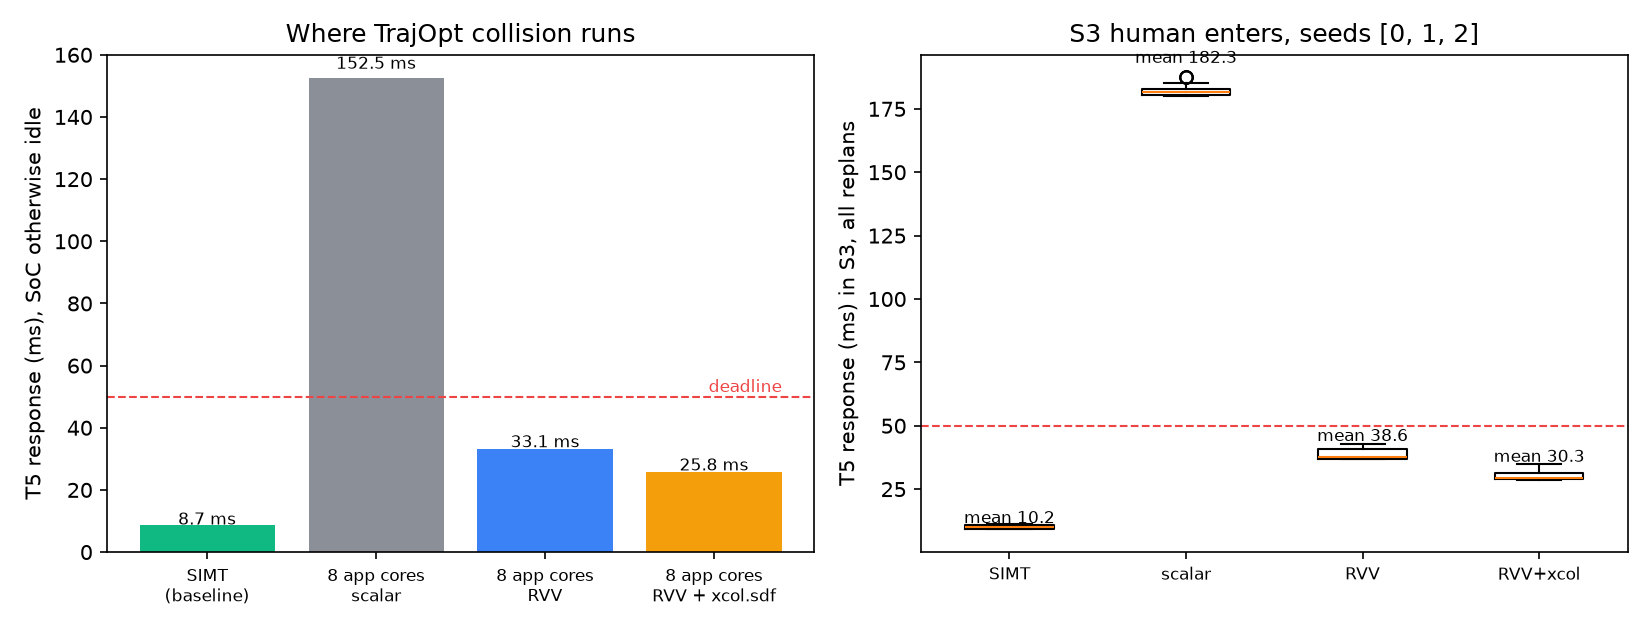 Where TrajOpt collision runs
T5 response (ms), SoC otherwise idle
160
140
120
100
80
60
40
20
0
152.5 ms
deadline
33.1 ms
25.8 ms
8.7 ms
SIMT
(baseline)
8 app cores
scalar
8 app cores
RVV
8 app cores
RVV + xcol.sdf
S3 human enters, seeds [0, 1, 2]
T5 response (ms) in S3, all replans
175
150
125
100
75
50
25
mean 182.3
mean 38.6
mean 30.3
mean 10.2
SIMT
scalar
RVV
RVV+xcol